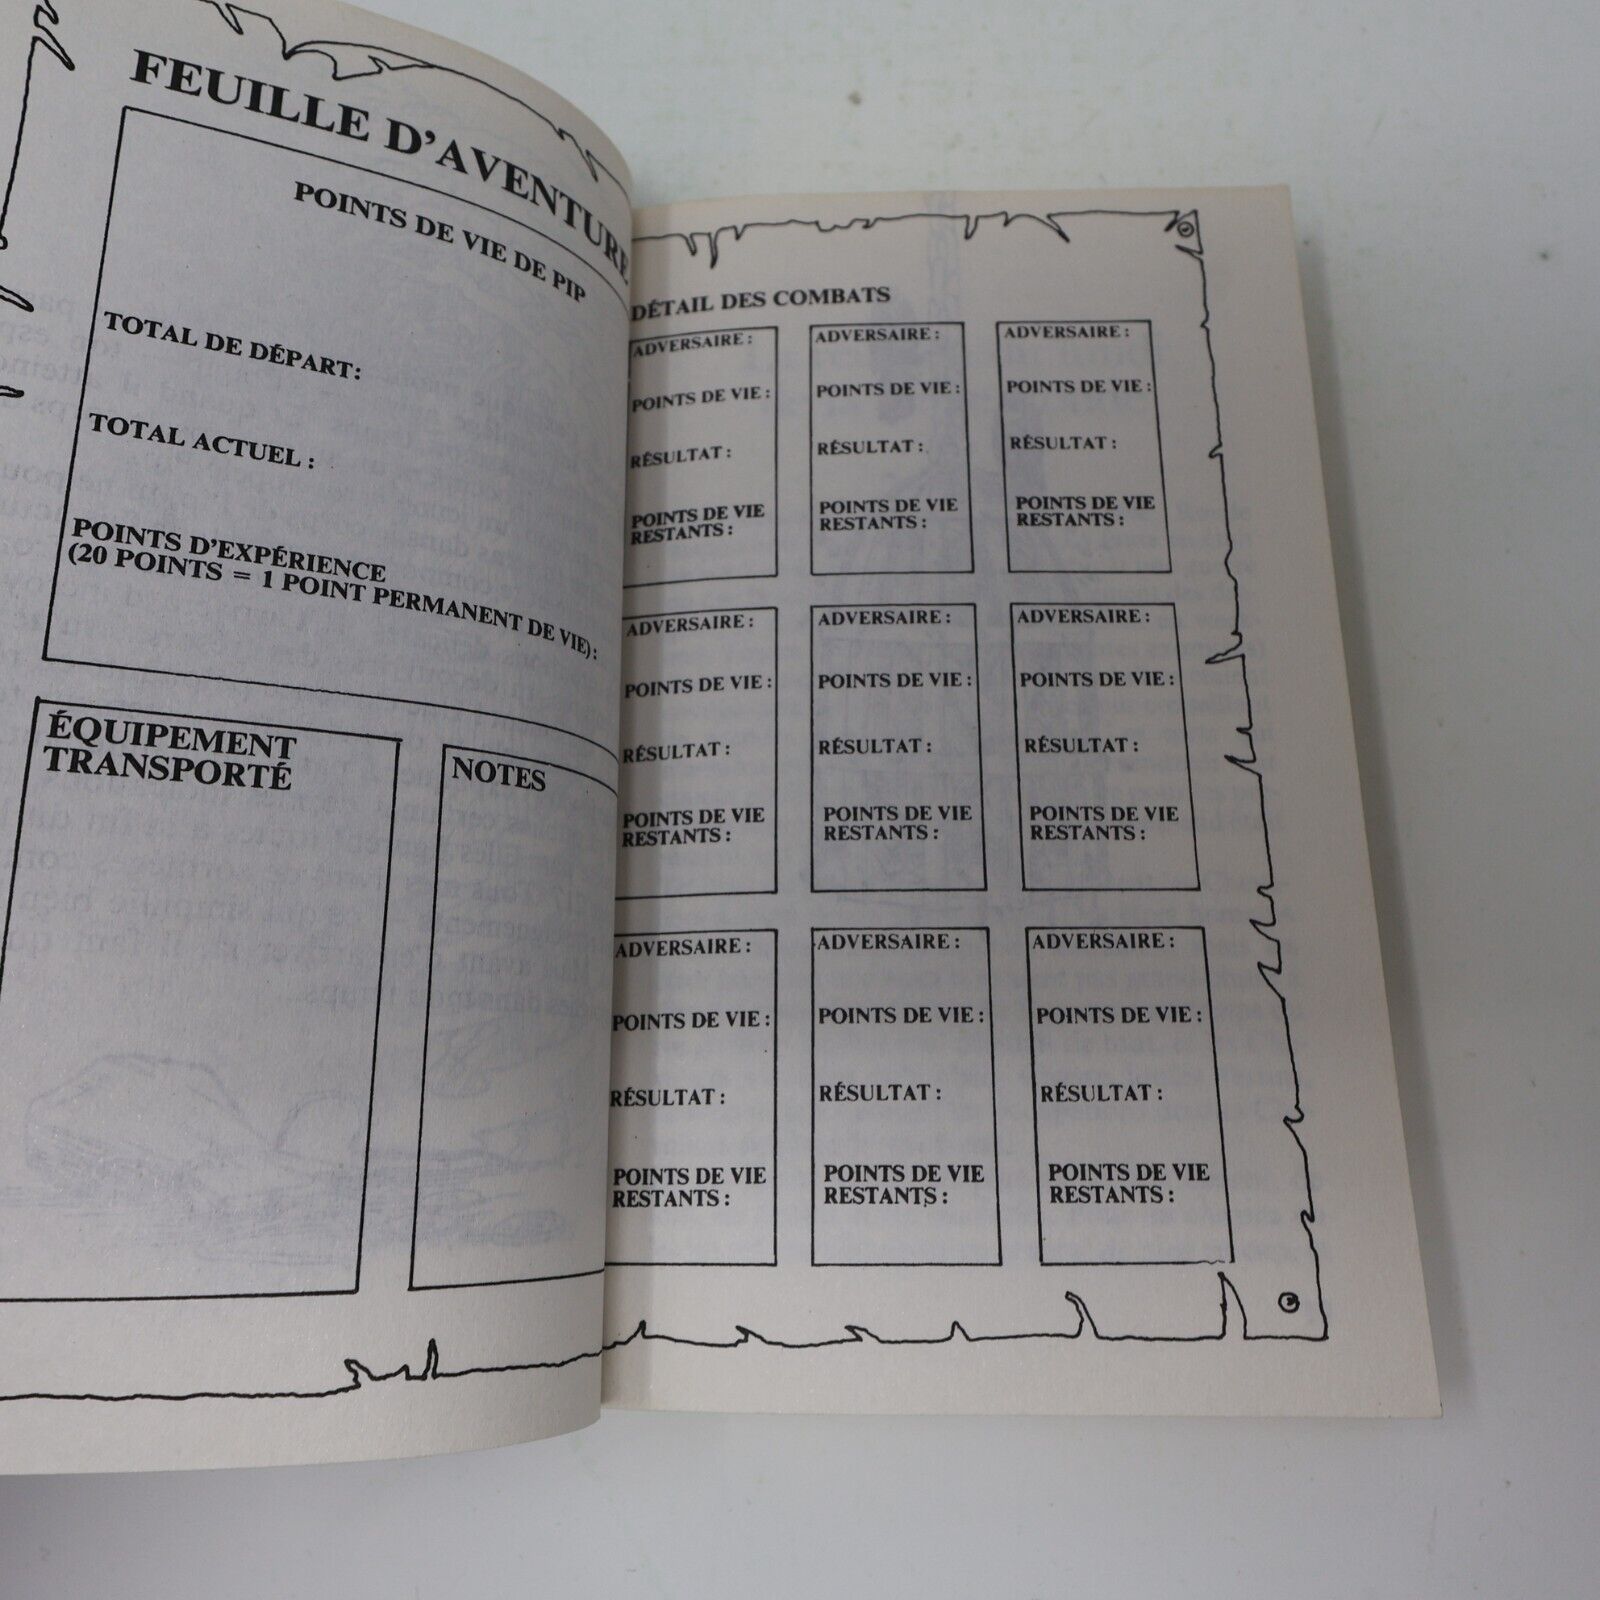 FEUILLE D'AVENTURE
POINTS DE VIE DE PIP
TOTAL DE DÉPART:
TOTAL ACTUEL :
POINTS D'EXPÉRIENCE
(20 POINTS = 1 POINT PERMANENT DE VIE):
ÉQUIPEMENT
TRANSPORTÉ
NOTES
DÉTAIL DES COMBATS
ADVERSAIRE :
POINTS DE VIE :
RÉSULTAT :
POINTS DE VIE
RESTANTS :
ADVERSAIRE :
POINTS DE VIE :
RÉSULTAT :
POINTS DE VIE
RESTANTS :
ADVERSAIRE :
POINTS DE VIE :
RÉSULTAT :
POINTS DE VIE
RESTANTS :
ADVERSAIRE :
POINTS DE VIE :
RÉSULTAT :
POINTS DE VIE
RESTANTS :
ADVERSAIRE :
POINTS DE VIE :
RÉSULTAT :
POINTS DE VIE
RESTANTS :
ADVERSAIRE :
POINTS DE VIE :
RÉSULTAT :
POINTS DE VIE
RESTANTS :
ADVERSAIRE :
POINTS DE VIE :
RÉSULTAT :
POINTS DE VIE
RESTANTS :
ADVERSAIRE :
POINTS DE VIE :
RÉSULTAT :
POINTS DE VIE
RESTANTS :
ADVERSAIRE :
POINTS DE VIE :
RÉSULTAT :
POINTS DE VIE
RESTANTS :